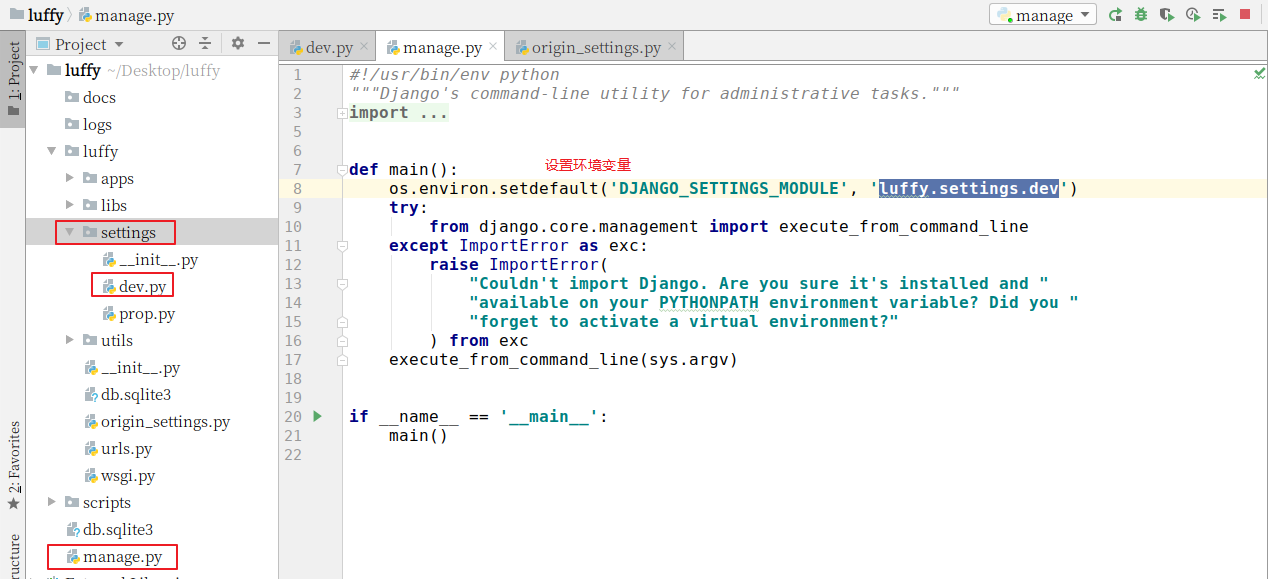 luffy manage.py
manage
Project
dev.py
manage.py
origin_settings.py
1: Project
2: Favorites
ructure
luffy ~/Desktop/luffy
docs
logs
luffy
apps
libs
settings
__init__.py
dev.py
prop.py
utils
__init__.py
db.sqlite3
origin_settings.py
urls.py
wsgi.py
scripts
db.sqlite3
manage.py
1 #!/usr/bin/env python
2 """Django's command-line utility for administrative tasks."""
3 import ...
5
6
设置环境变量
7 def main():
8 os.environ.setdefault('DJANGO_SETTINGS_MODULE', 'luffy.settings.dev')
9 try:
10 from django.core.management import execute_from_command_line
11 except ImportError as exc:
12 raise ImportError(
13 "Couldn't import Django. Are you sure it's installed and "
14 "available on your PYTHONPATH environment variable? Did you "
15 "forget to activate a virtual environment?"
16 ) from exc
17 execute_from_command_line(sys.argv)
18
19
20 if __name__ == '__main__':
21 main()
22